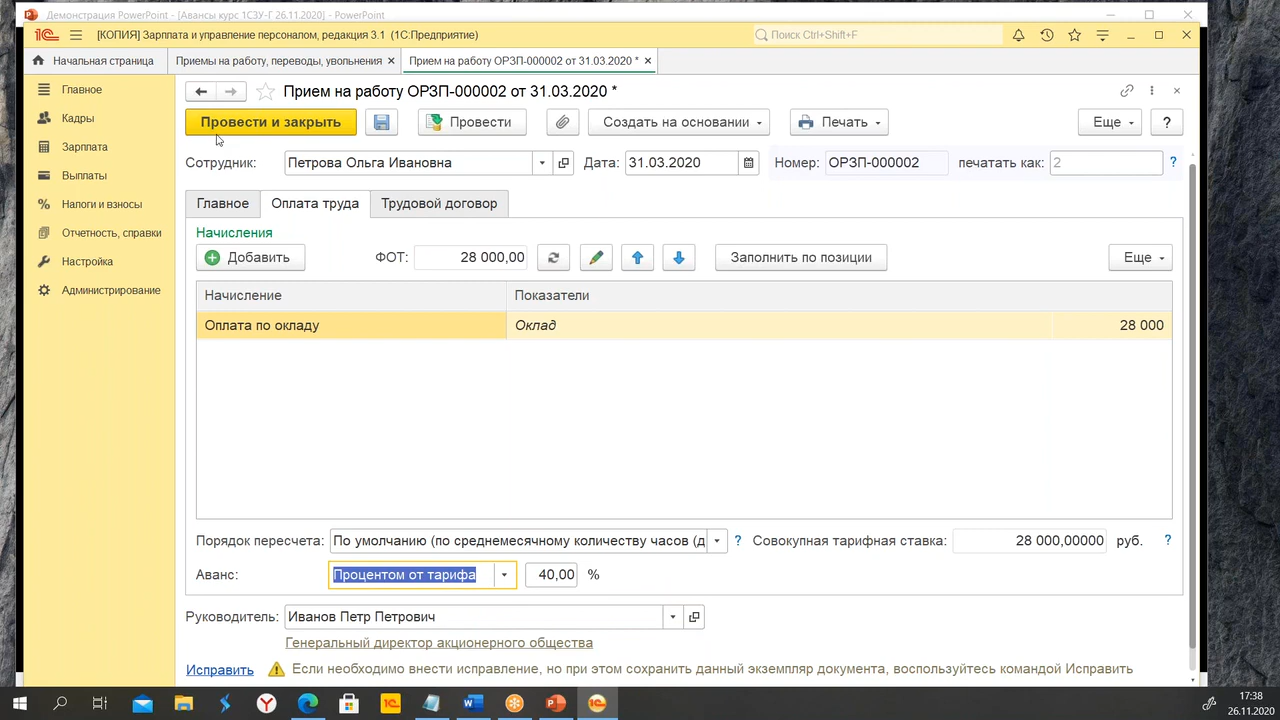 Демонстрация PowerPoint - [Авансы курс 1СЗУ-Г 26.11.2020] - PowerPoint
[КОПИЯ] Зарплата и управление персоналом, редакция 3.1 (1С:Предприятие)
Поиск Ctrl+Shift+F
Начальная страница
Приемы на работу, переводы, увольнения ×
Прием на работу ОРЗП-000002 от 31.03.2020 * ×
Главное
Кадры
Зарплата
Выплаты
Налоги и взносы
Отчетность, справки
Настройка
Администрирование
Прием на работу ОРЗП-000002 от 31.03.2020 *
Провести и закрыть
Провести
Создать на основании
Печать
Еще
?
Сотрудник: Петрова Ольга Ивановна
Дата: 31.03.2020
Номер: ОРЗП-000002
печатать как: 2 ?
Главное
Оплата труда
Трудовой договор
Начисления
Добавить
ФОТ: 28 000,00
Заполнить по позиции
Еще
Начисление
Показатели
Оплата по окладу
Оклад
28 000
Порядок пересчета: По умолчанию (по среднемесячному количеству часов (д ?
Совокупная тарифная ставка: 28 000,00000 руб. ?
Аванс: Процентом от тарифа 40,00 %
Руководитель: Иванов Петр Петрович
Генеральный директор акционерного общества
Исправить
Если необходимо внести исправление, но при этом сохранить данный экземпляр документа, воспользуйтесь командой Исправить
17:38
26.11.2020